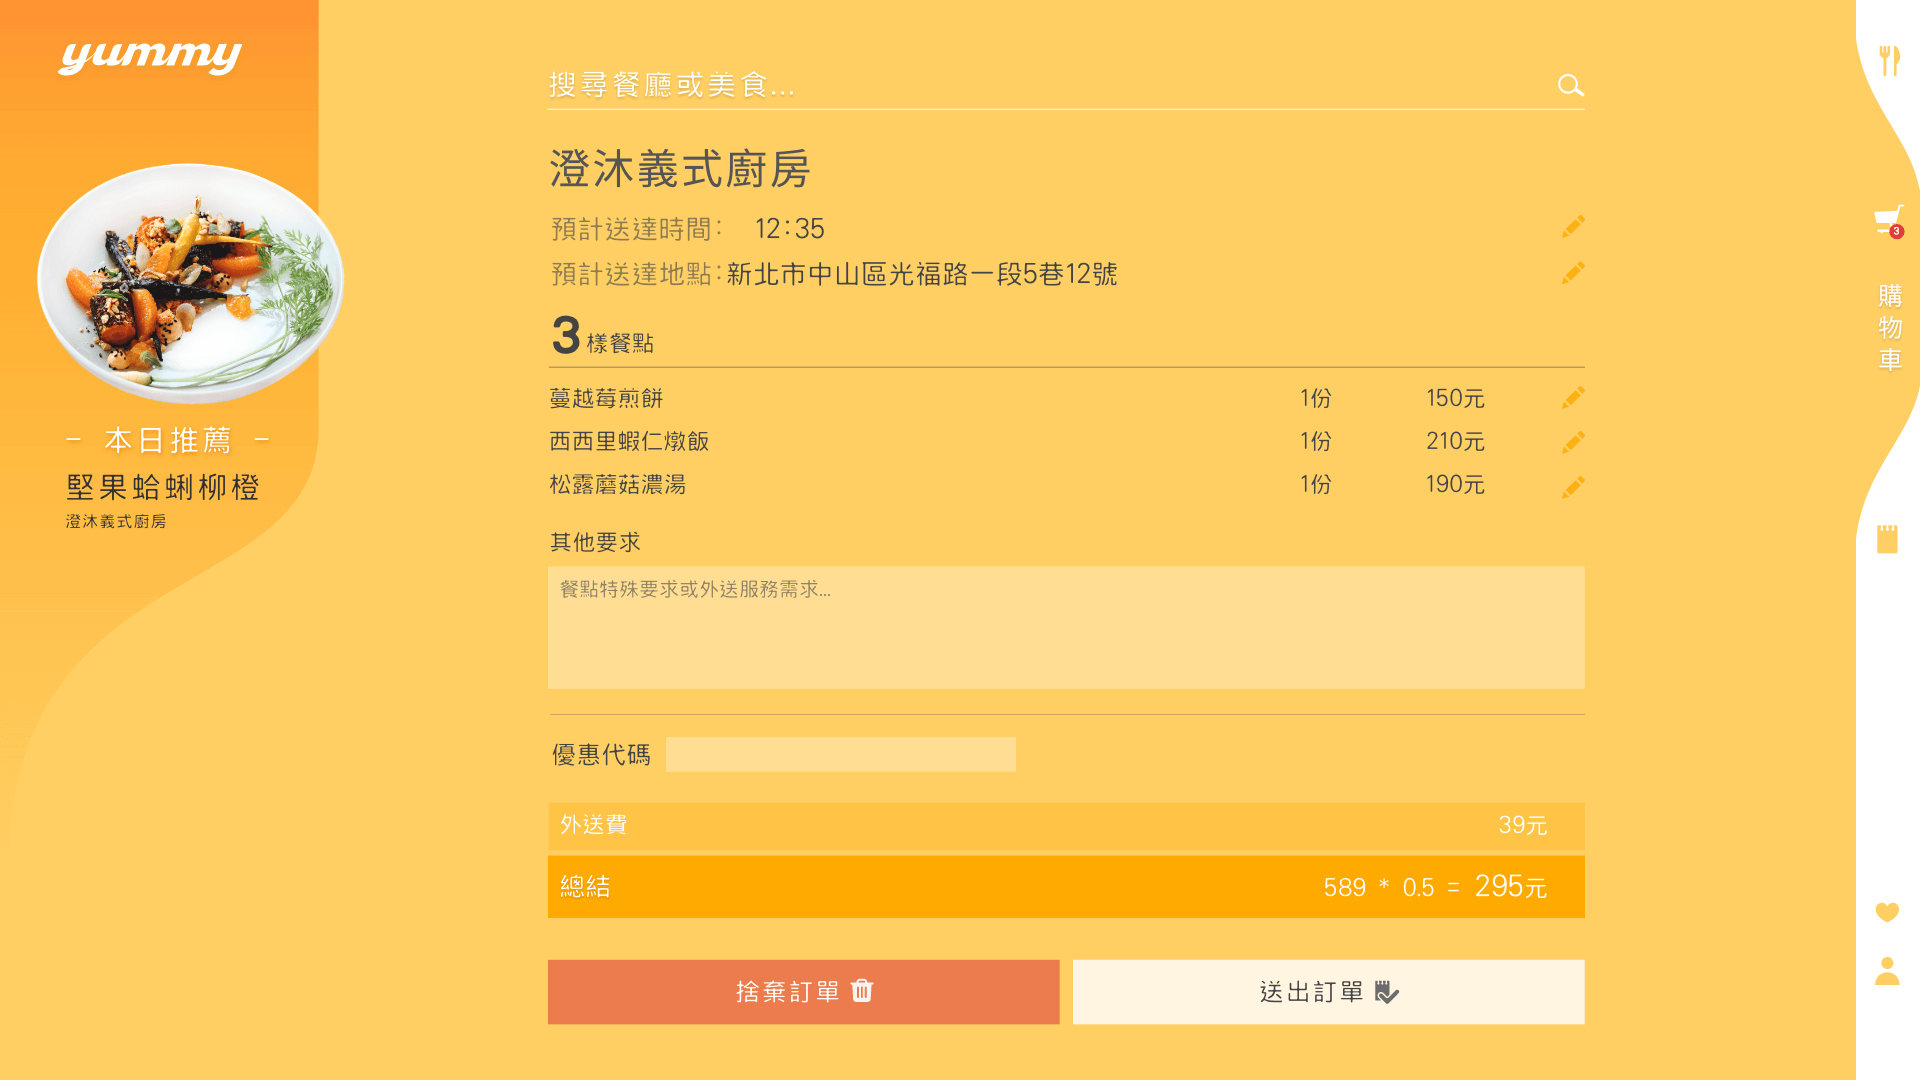 yummy
- 本日推薦 -
堅果蛤蜊柳橙
澄沐義式廚房
搜尋餐廳或美食...
澄沐義式廚房
預計送達時間： 12：35
預計送達地點：新北市中山區光福路一段5巷12號
3 樣餐點
蔓越莓煎餅 1份 150元
西西里蝦仁燉飯 1份 210元
松露蘑菇濃湯 1份 190元
其他要求
餐點特殊要求或外送服務需求...
優惠代碼
外送費 39元
總結 589 * 0.5 = 295元
捨棄訂單
送出訂單
3
購物車